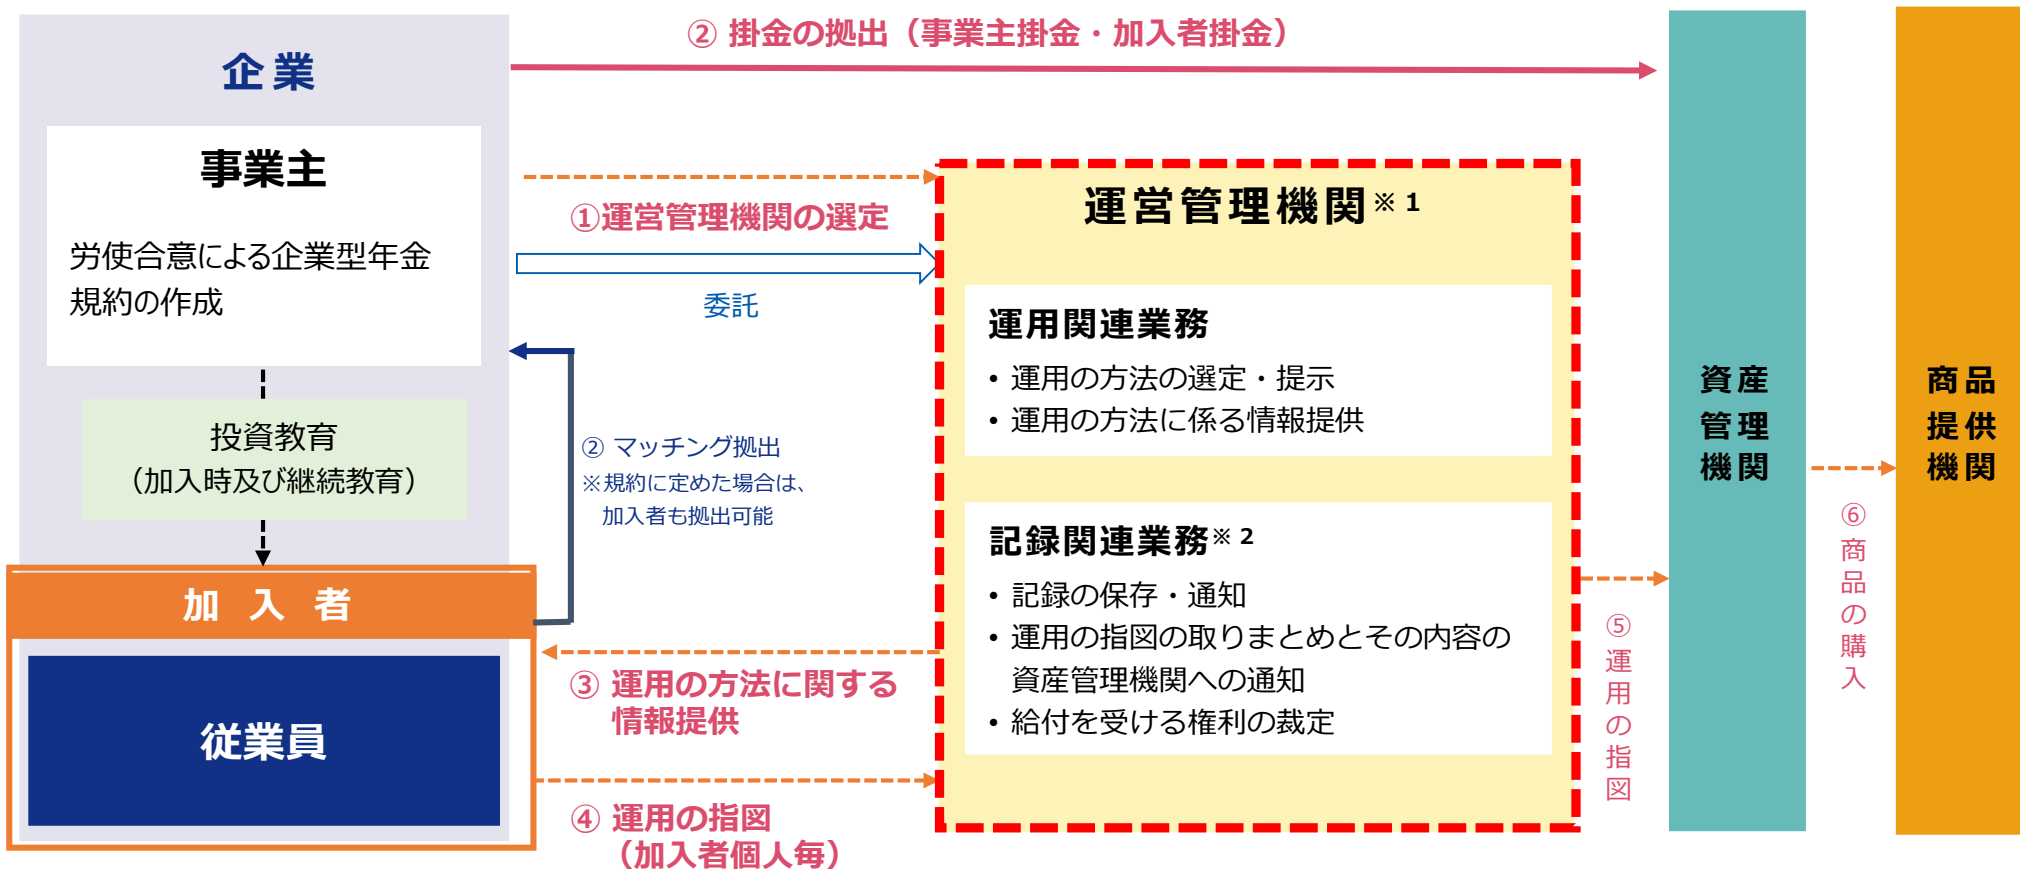 企業
事業主
労使合意による企業型年金
規約の作成
投資教育
（加入時及び継続教育）
加 入 者
従業員
② 掛金の拠出（事業主掛金・加入者掛金）
①運営管理機関の選定
委託
② マッチング拠出
※規約に定めた場合は、
加入者も拠出可能
③ 運用の方法に関する
情報提供
④ 運用の指図
（加入者個人毎）
運営管理機関※1
運用関連業務
• 運用の方法の選定・提示
• 運用の方法に係る情報提供
記録関連業務※2
• 記録の保存・通知
• 運用の指図の取りまとめとその内容の
資産管理機関への通知
• 給付を受ける権利の裁定
⑤運用の指図
資産
管理
機関
⑥商品の購入
商品
提供
機関